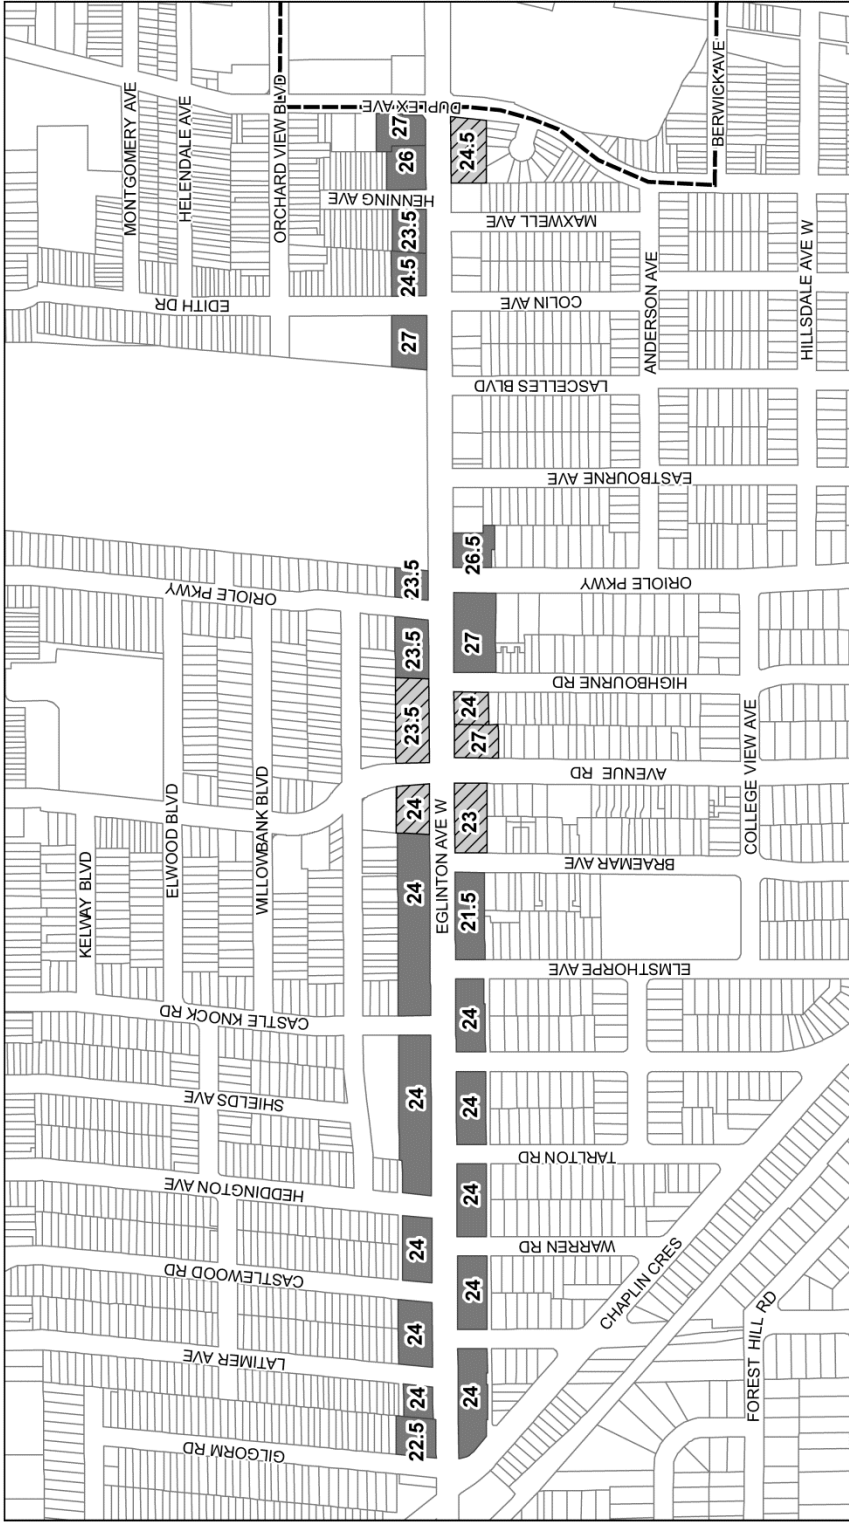 MONTGOMERY AVE
HELENDALE AVE
ORCHARD VIEW BLVD
DUPLEX AVE
BERWICK AVE
27
26
24.5
HENNING AVE
23.5
24.5
MAXWELL AVE
EDITH DR
COLIN AVE
ANDERSON AVE
HILLSDALE AVE W
27
LASCELLES BLVD
EASTBOURNE AVE
26.5
23.5
ORIOLE PKWY
ORIOLE PKWY
23.5
27
HIGHBOURNE RD
23.5
24
27
AVENUE RD
COLLEGE VIEW AVE
KELWAY BLVD
ELWOOD BLVD
WILLOWBANK BLVD
24
EGLINTON AVE W
23
BRAEMAR AVE
24
21.5
ELMSTHORPE AVE
CASTLE KNOCK RD
24
SHIELDS AVE
24
24
TARLTON RD
HEDDINGTON AVE
24
WARREN RD
24
CASTLEWOOD RD
24
CHAPLIN CRES
24
LATIMER AVE
24
24
FOREST HILL RD
22.5
GILGORM RD